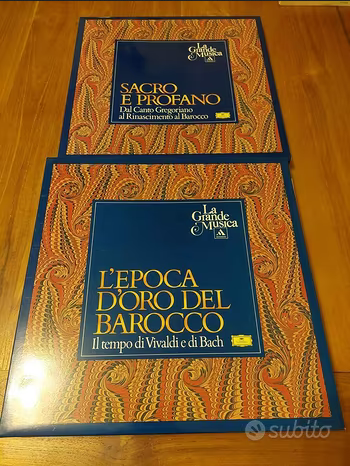 La
Grande
Musica
SACRO
E PROFANO
Dal Canto Gregoriano
al Rinascimento al Barocco
La
Grande
Musica
L'EPOCA
D'ORO DEL
BAROCCO
Il tempo di Vivaldi e di Bach
subito